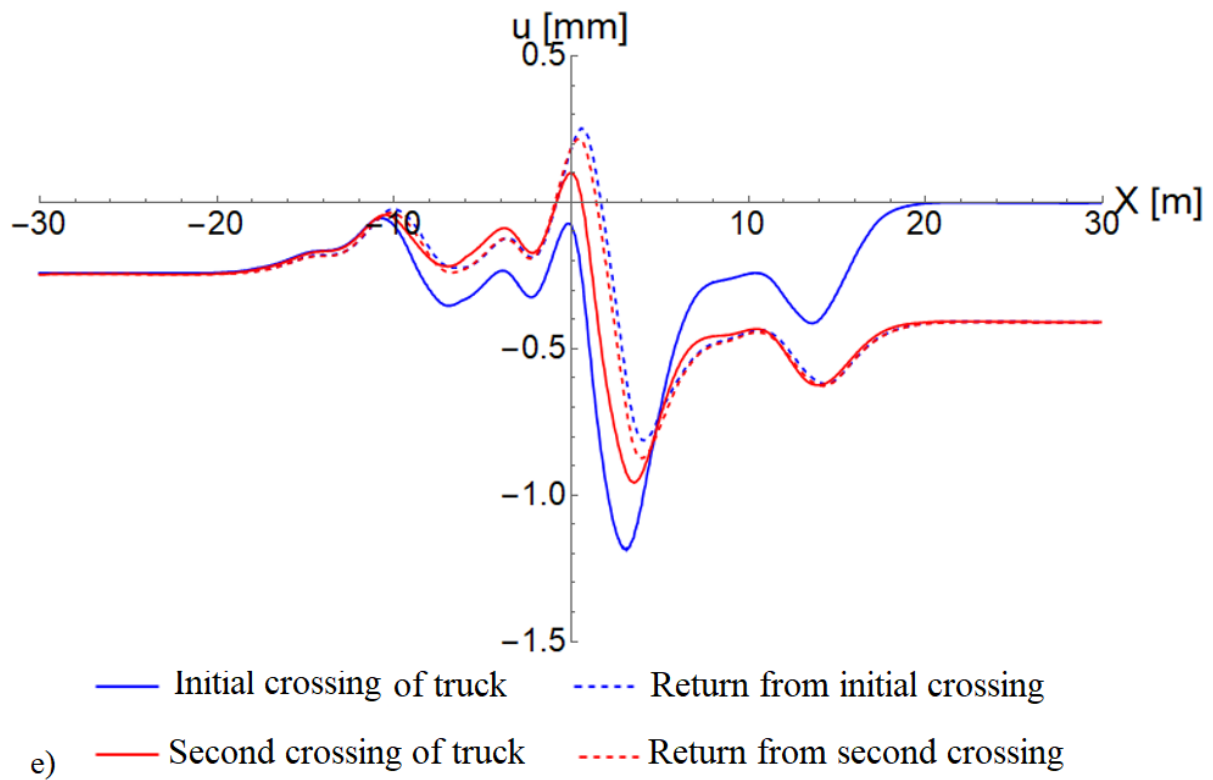 u [mm]
0.5
X [m]
−30
−20
−10
10
20
30
−0.5
−1.0
−1.5
Initial crossing of truck
Return from initial crossing
Second crossing of truck
Return from second crossing
e)